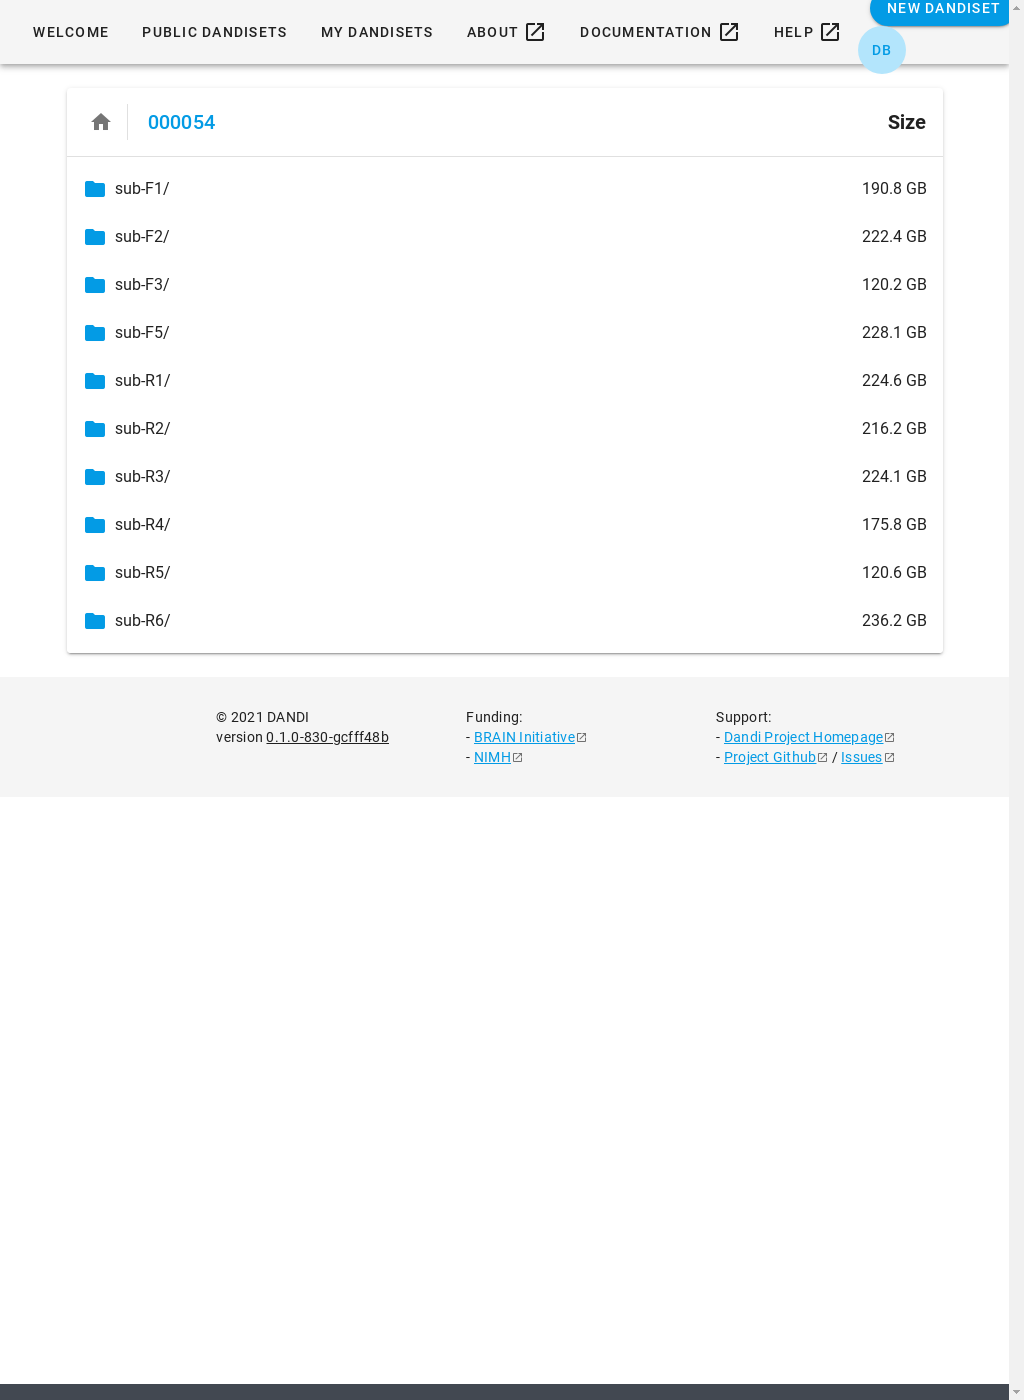 WELCOME PUBLIC DANDISETS MY DANDISETS ABOUT DOCUMENTATION HELP NEW DANDISET
DB
000054 Size
sub-F1/ 190.8 GB
sub-F2/ 222.4 GB
sub-F3/ 120.2 GB
sub-F5/ 228.1 GB
sub-R1/ 224.6 GB
sub-R2/ 216.2 GB
sub-R3/ 224.1 GB
sub-R4/ 175.8 GB
sub-R5/ 120.6 GB
sub-R6/ 236.2 GB
© 2021 DANDI
version 0.1.0-830-gcfff48b
Funding:
- BRAIN Initiative
- NIMH
Support:
- Dandi Project Homepage
- Project Github / Issues